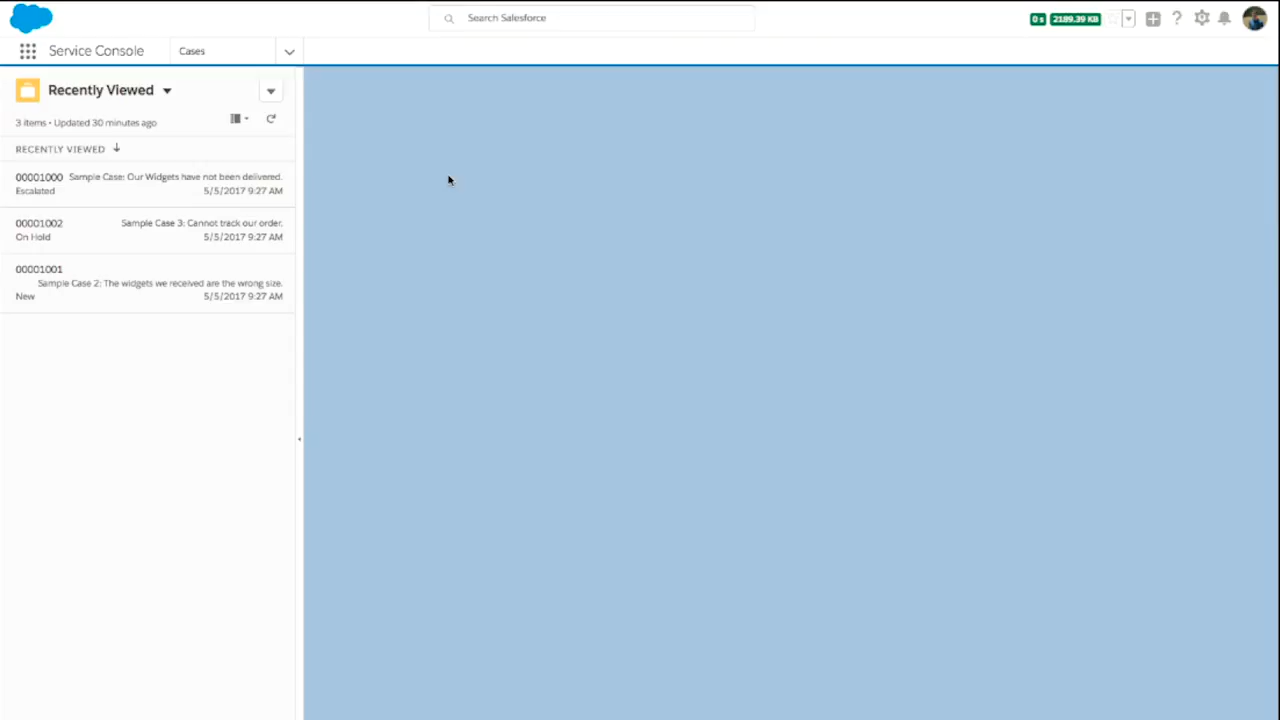 Search Salesforce
0 s
2189.39 KB
Service Console
Cases
Recently Viewed
3 items • Updated 30 minutes ago
RECENTLY VIEWED
00001000 Sample Case: Our Widgets have not been delivered.
Escalated 5/5/2017 9:27 AM
00001002 Sample Case 3: Cannot track our order.
On Hold 5/5/2017 9:27 AM
00001001
Sample Case 2: The widgets we received are the wrong size.
New 5/5/2017 9:27 AM